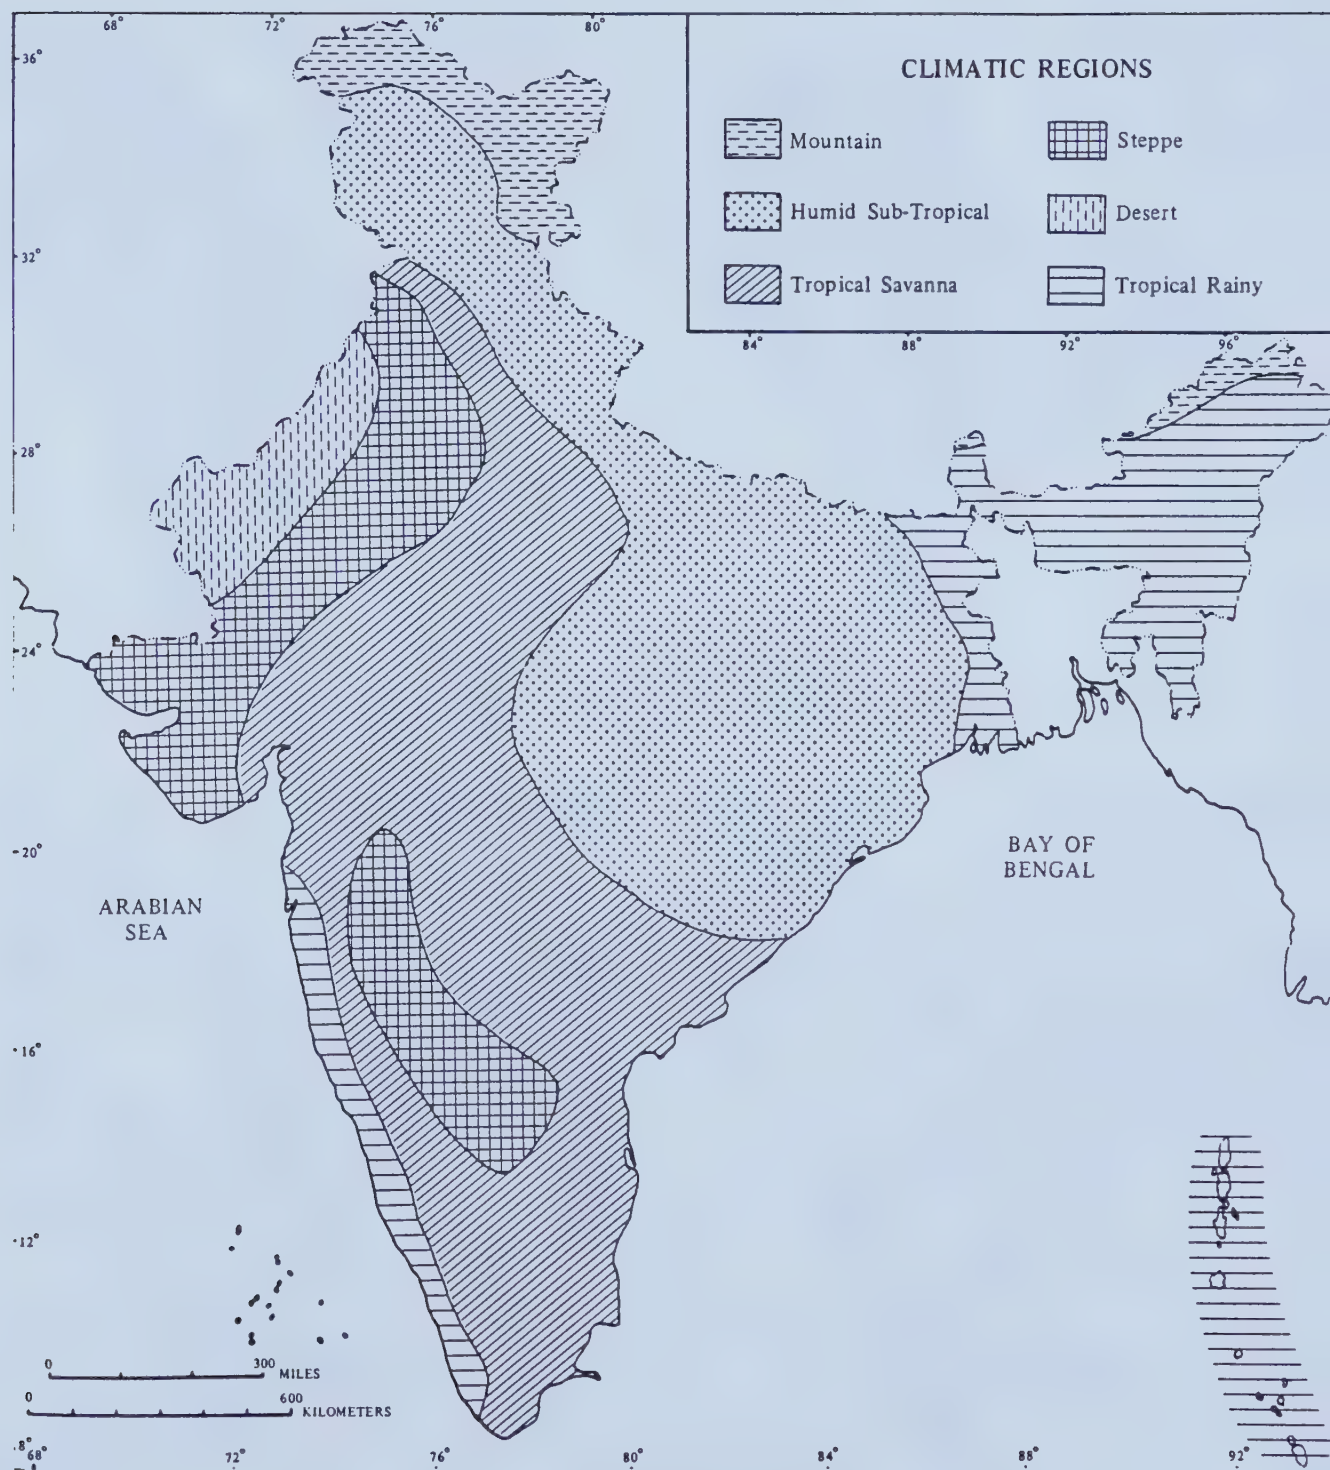 68° 72° 76° 80°
CLIMATIC REGIONS
Mountain
Steppe
Humid Sub-Tropical
Desert
Tropical Savanna
Tropical Rainy
84° 88° 92° 96°
36°
32°
28°
24°
20°
16°
12°
8°
ARABIAN
SEA
BAY OF
BENGAL
0 300 MILES
0 600 KILOMETERS
68° 72° 76° 80° 84° 88° 92°